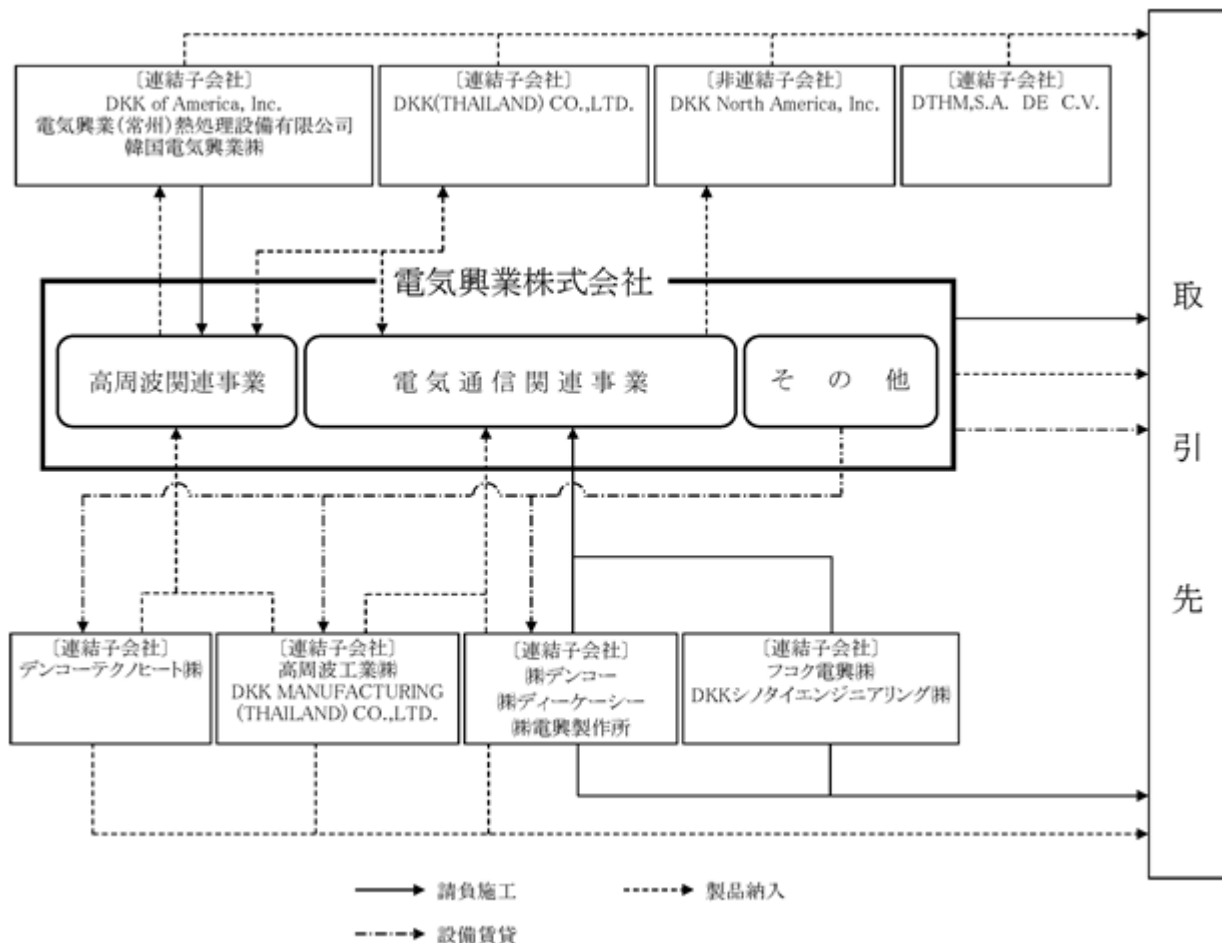 〔連結子会社〕
DKK of America, Inc.
電気興業(常州)熱処理設備有限公司
韓国電気興業㈱
〔連結子会社〕
DKK(THAILAND) CO.,LTD.
〔非連結子会社〕
DKK North America, Inc.
〔連結子会社〕
DTHM,S.A. DE C.V.
電気興業株式会社
高周波関連事業
電気通信関連事業
その他
取引先
〔連結子会社〕
デンコーテクノヒート㈱
〔連結子会社〕
高周波工業㈱
DKK MANUFACTURING
(THAILAND) CO.,LTD.
〔連結子会社〕
㈱デンコー
㈱ディーケーシー
㈱電興製作所
〔連結子会社〕
フコク電興㈱
DKKシノタイエンジニアリング㈱
請負施工
製品納入
設備賃貸